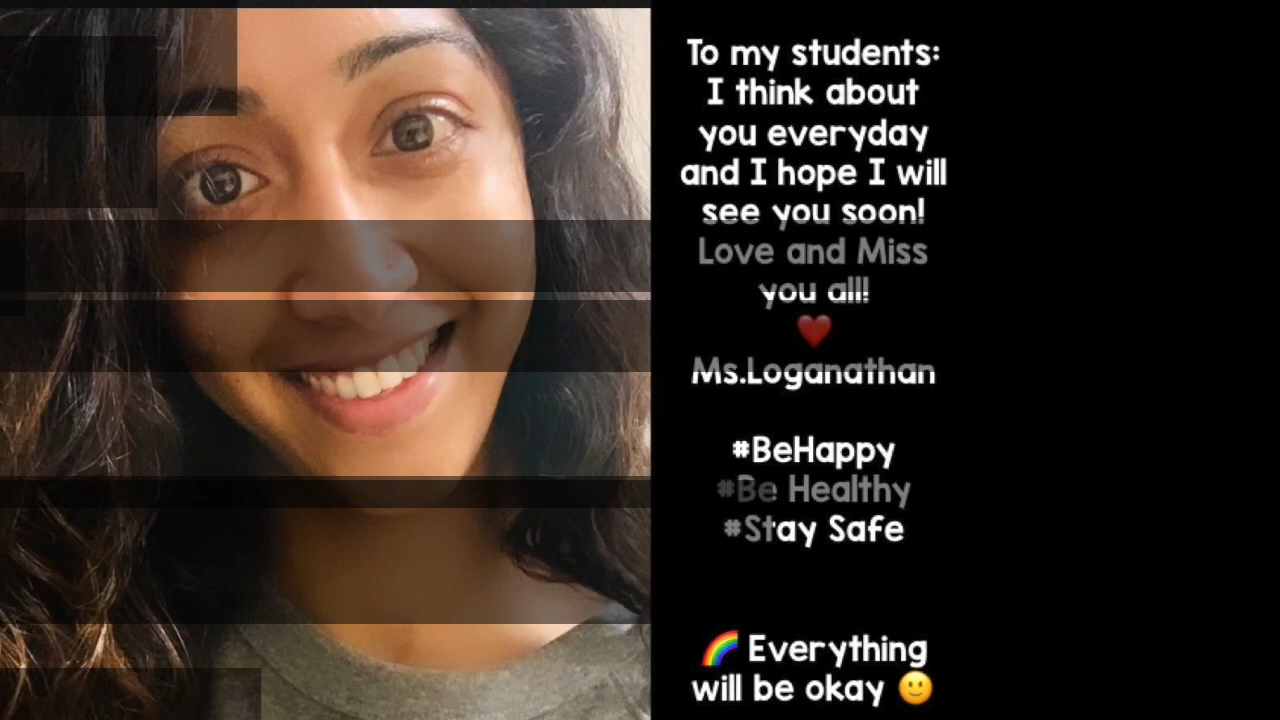 To my students:
I think about
you everyday
and I hope I will
see you soon!
Love and Miss
you all!
❤️
Ms.Loganathan
#BeHappy
#Be Healthy
#Stay Safe
🌈 Everything
will be okay 🙂